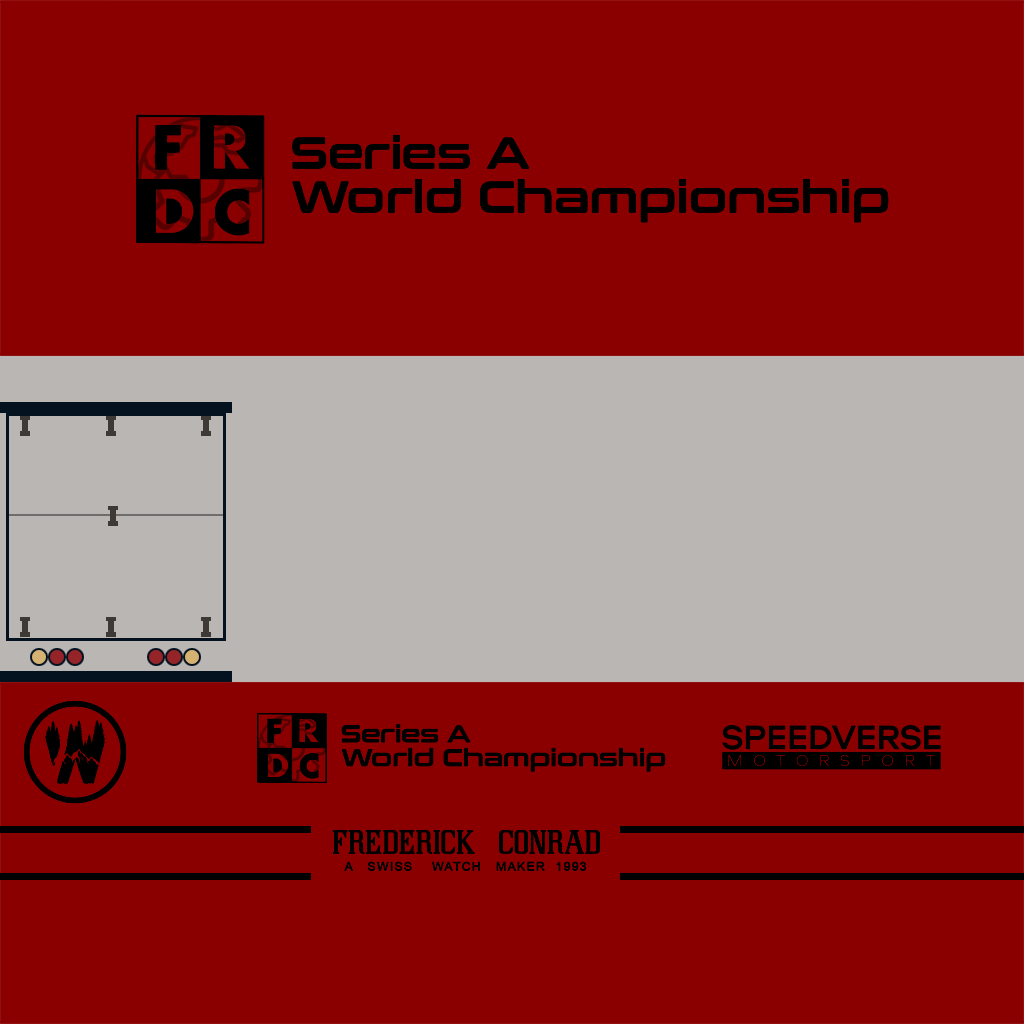 FR
DC
Series A
World Championship
W
FR
DC
Series A
World Championship
SPEEDVERSE
MOTORSPORT
FREDERICK CONRAD
A SWISS WATCH MAKER 1993